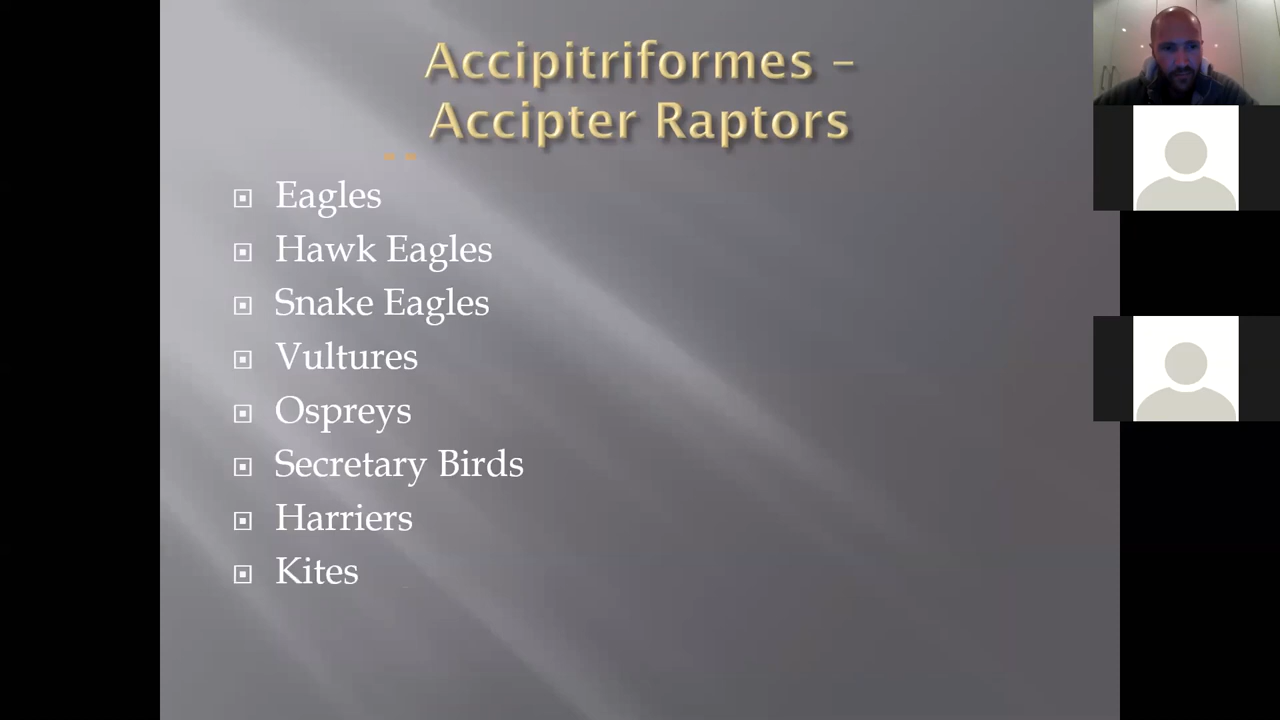 Accipitriformes –
Accipter Raptors
Eagles
Hawk Eagles
Snake Eagles
Vultures
Ospreys
Secretary Birds
Harriers
Kites